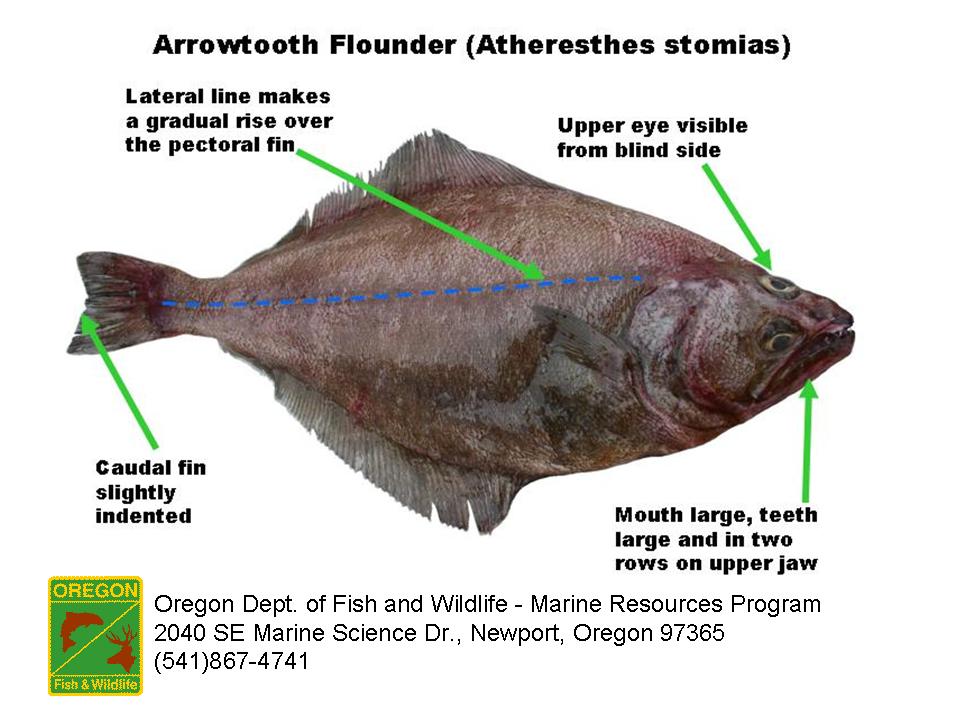 Arrowtooth Flounder (Atheresthes stomias)
Lateral line makes
a gradual rise over
the pectoral fin
Upper eye visible
from blind side
Caudal fin
slightly
indented
Mouth large, teeth
large and in two
rows on upper jaw
OREGON
Fish & Wildlife
Oregon Dept. of Fish and Wildlife - Marine Resources Program
2040 SE Marine Science Dr., Newport, Oregon 97365
(541)867-4741